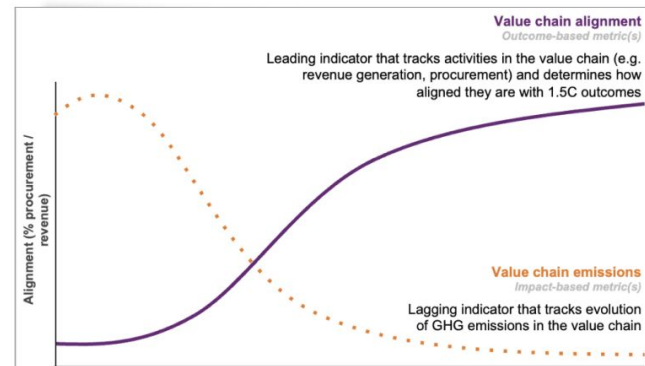 Value chain alignment
Outcome-based metric(s)
Leading indicator that tracks activities in the value chain (e.g.
revenue generation, procurement) and determines how
aligned they are with 1.5C outcomes
Alignment (% procurement /
revenue)
Value chain emissions
Impact-based metric(s)
Lagging indicator that tracks evolution
of GHG emissions in the value chain